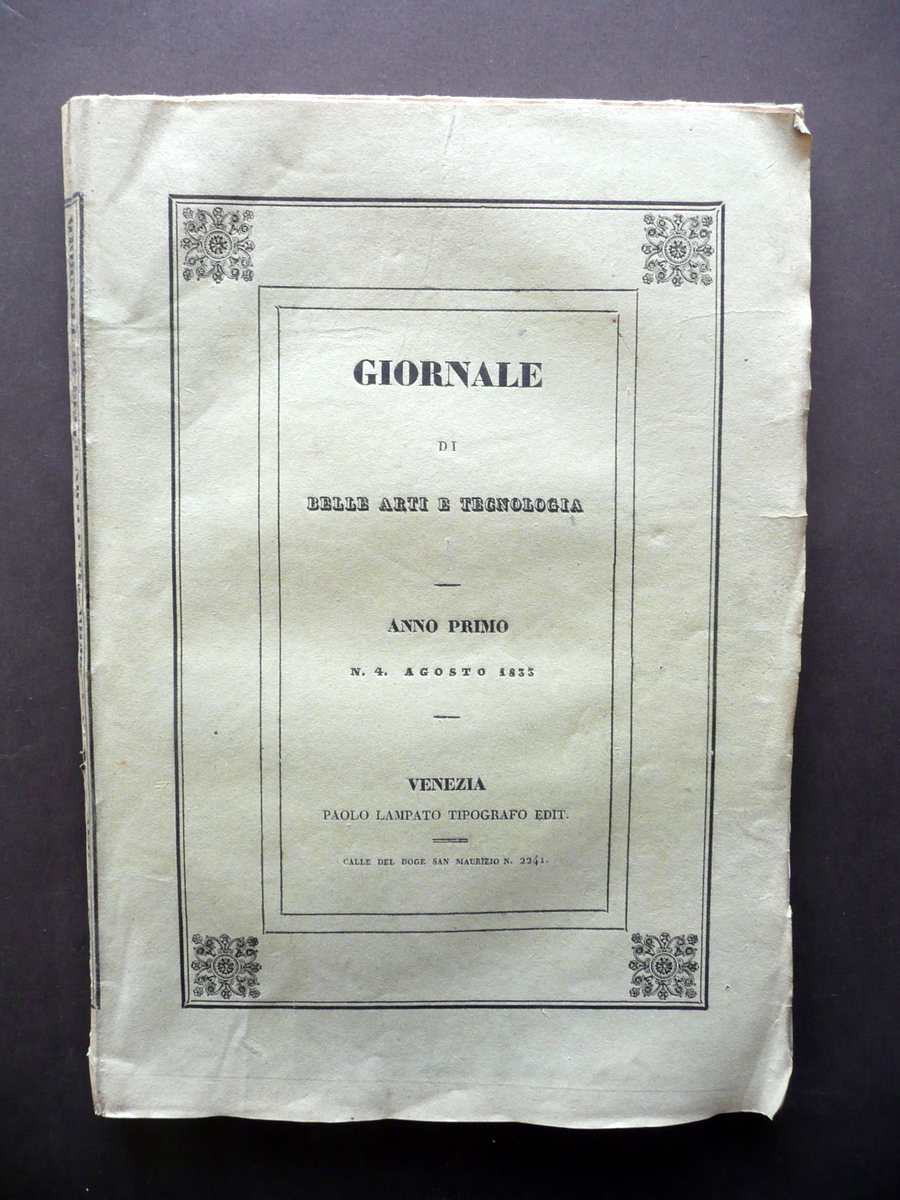 GIORNALE
DI
BELLE ARTI E TECNOLOGIA
ANNO PRIMO
N. 4. AGOSTO 1833
VENEZIA
PAOLO LAMPATO TIPOGRAFO EDIT.
CALLE DEL DOGE SAN MAURIZIO N. 2241.